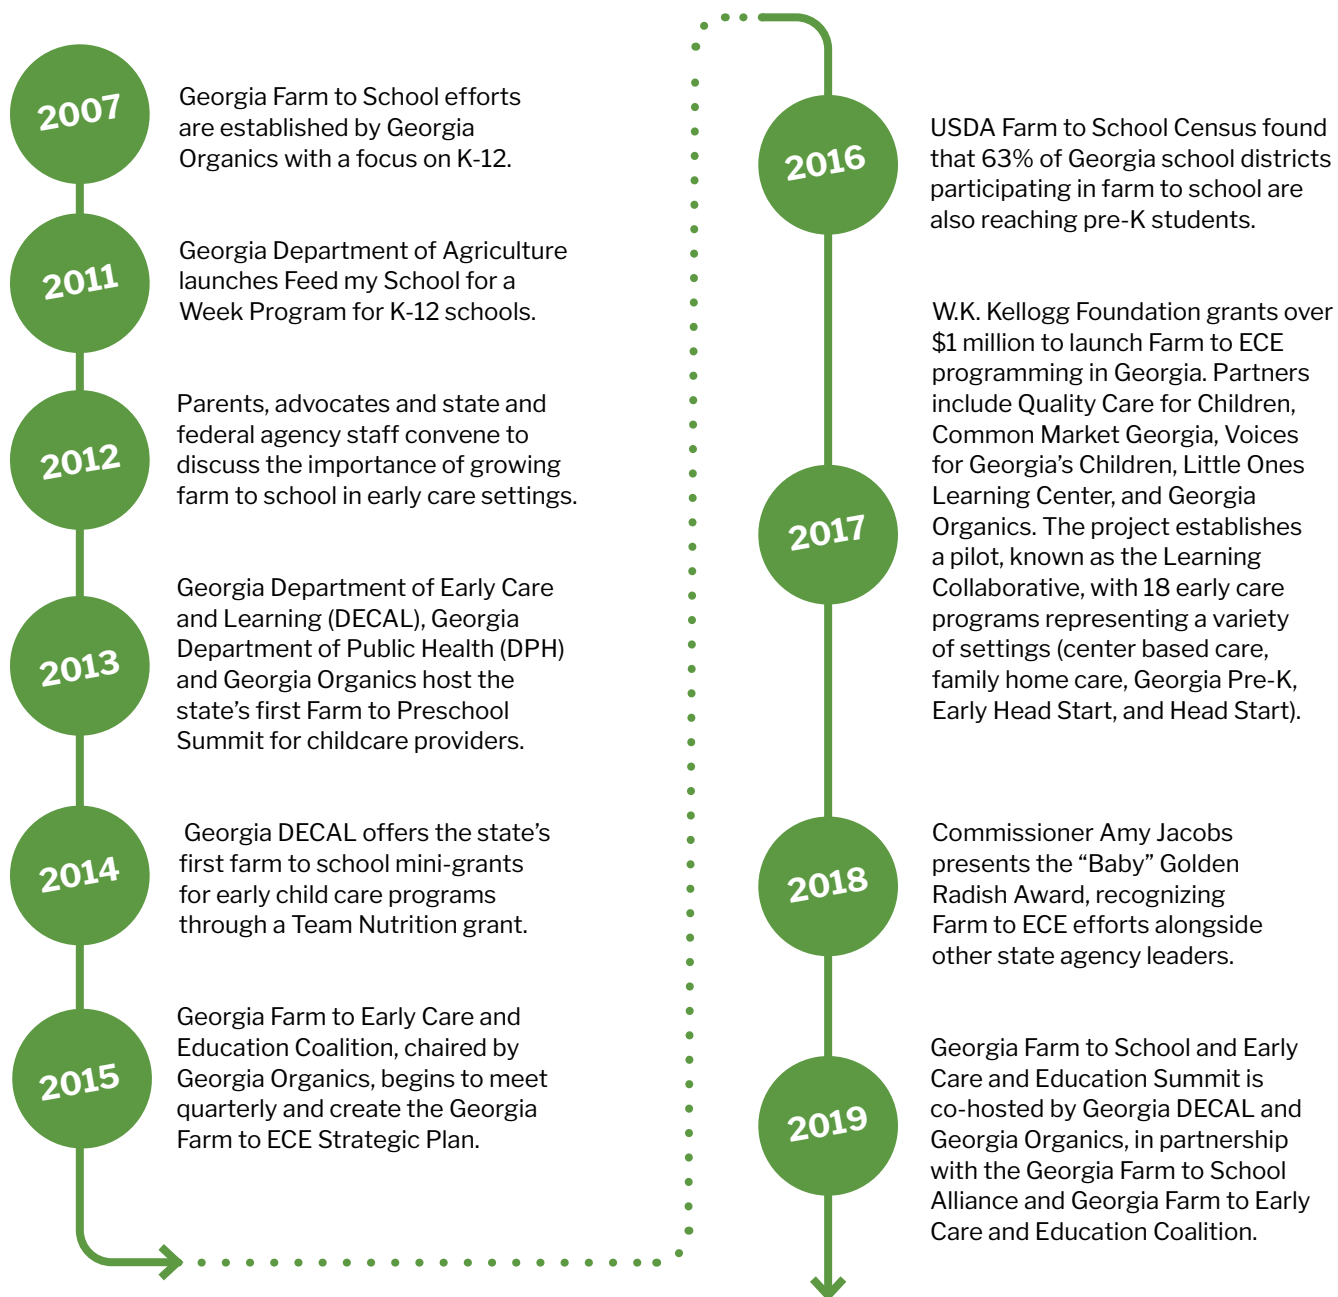 2007
Georgia Farm to School efforts
are established by Georgia
Organics with a focus on K-12.
2011
Georgia Department of Agriculture
launches Feed my School for a
Week Program for K-12 schools.
2012
Parents, advocates and state and
federal agency staff convene to
discuss the importance of growing
farm to school in early care settings.
2013
Georgia Department of Early Care
and Learning (DECAL), Georgia
Department of Public Health (DPH)
and Georgia Organics host the
state’s first Farm to Preschool
Summit for childcare providers.
2014
Georgia DECAL offers the state’s
first farm to school mini-grants
for early child care programs
through a Team Nutrition grant.
2015
Georgia Farm to Early Care and
Education Coalition, chaired by
Georgia Organics, begins to meet
quarterly and create the Georgia
Farm to ECE Strategic Plan.
2016
USDA Farm to School Census found
that 63% of Georgia school districts
participating in farm to school are
also reaching pre-K students.
2017
W.K. Kellogg Foundation grants over
$1 million to launch Farm to ECE
programming in Georgia. Partners
include Quality Care for Children,
Common Market Georgia, Voices
for Georgia’s Children, Little Ones
Learning Center, and Georgia
Organics. The project establishes
a pilot, known as the Learning
Collaborative, with 18 early care
programs representing a variety
of settings (center based care,
family home care, Georgia Pre-K,
Early Head Start, and Head Start).
2018
Commissioner Amy Jacobs
presents the “Baby” Golden
Radish Award, recognizing
Farm to ECE efforts alongside
other state agency leaders.
2019
Georgia Farm to School and Early
Care and Education Summit is
co-hosted by Georgia DECAL and
Georgia Organics, in partnership
with the Georgia Farm to School
Alliance and Georgia Farm to Early
Care and Education Coalition.